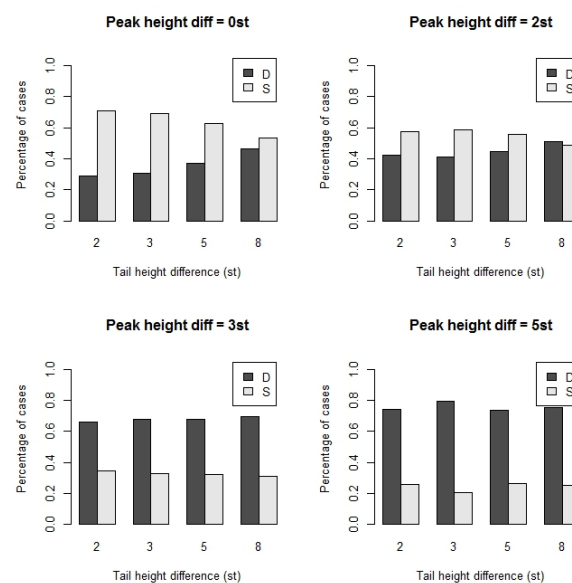 Peak height diff = 0st
Percentage of cases
0.0 0.2 0.4 0.6 0.8 1.0
D
S
2 3 5 8
Tail height difference (st)
Peak height diff = 2st
Percentage of cases
0.0 0.2 0.4 0.6 0.8 1.0
D
S
2 3 5 8
Tail height difference (st)
Peak height diff = 3st
Percentage of cases
0.0 0.2 0.4 0.6 0.8 1.0
D
S
2 3 5 8
Tail height difference (st)
Peak height diff = 5st
Percentage of cases
0.0 0.2 0.4 0.6 0.8 1.0
D
S
2 3 5 8
Tail height difference (st)